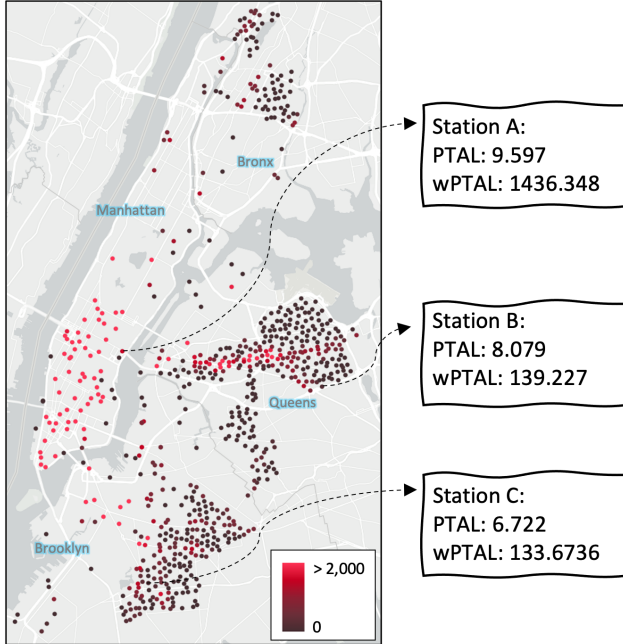 Bronx
Manhattan
Queens
Brooklyn
> 2,000
0
Station A:
PTAL: 9.597
wPTAL: 1436.348
Station B:
PTAL: 8.079
wPTAL: 139.227
Station C:
PTAL: 6.722
wPTAL: 133.6736